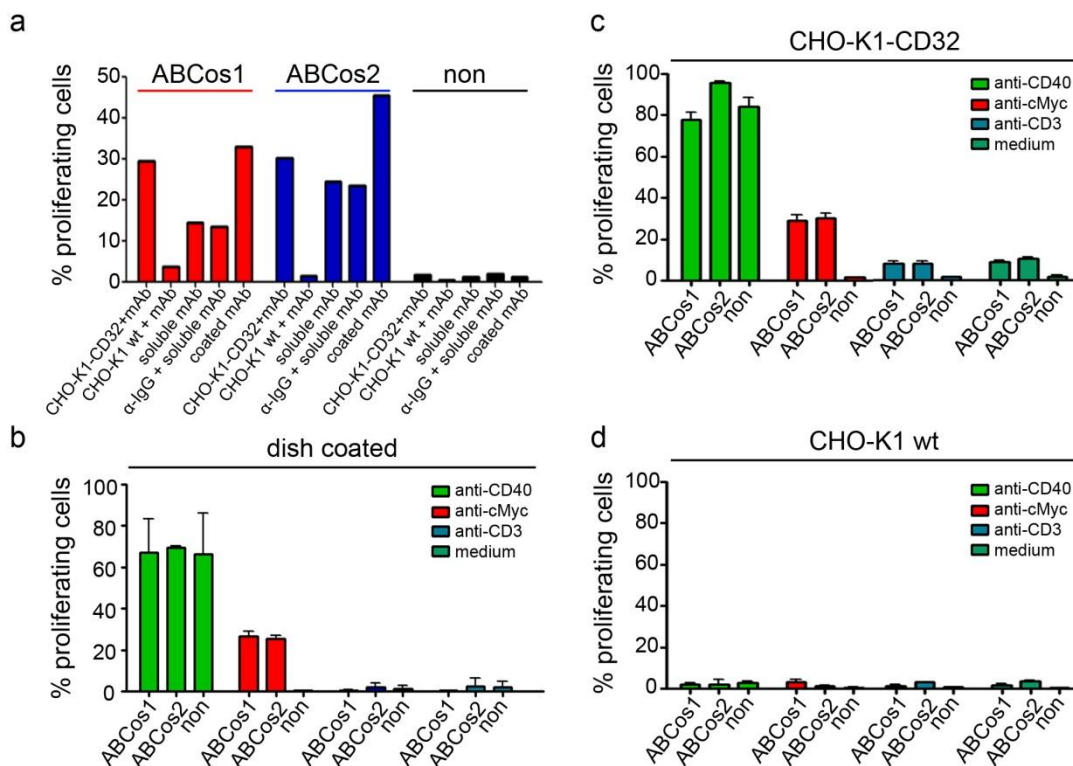 a
ABCos1
ABCos2
non
% proliferating cells
50
40
30
20
10
0
CHO-K1-CD32+mAb
CHO-K1 wt + mAb
soluble mAb
α-IgG + soluble mAb
coated mAb
CHO-K1-CD32+mAb
CHO-K1 wt + mAb
soluble mAb
α-IgG + soluble mAb
coated mAb
CHO-K1-CD32+mAb
CHO-K1 wt + mAb
soluble mAb
α-IgG + soluble mAb
coated mAb
b
dish coated
% proliferating cells
100
80
60
40
20
0
anti-CD40
anti-cMyc
anti-CD3
medium
ABCos1
ABCos2
non
ABCos1
ABCos2
non
ABCos1
ABCos2
non
ABCos1
ABCos2
non
c
CHO-K1-CD32
% proliferating cells
100
80
60
40
20
0
anti-CD40
anti-cMyc
anti-CD3
medium
ABCos1
ABCos2
non
ABCos1
ABCos2
non
ABCos1
ABCos2
non
ABCos1
ABCos2
non
d
CHO-K1 wt
% proliferating cells
100
80
60
40
20
0
anti-CD40
anti-cMyc
anti-CD3
medium
ABCos1
ABCos2
non
ABCos1
ABCos2
non
ABCos1
ABCos2
non
ABCos1
ABCos2
non